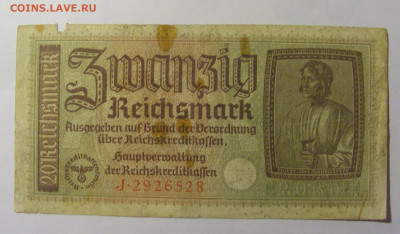 COINS.LAVE.RU
Zwanzig
Reichsmark
Ausgegeben auf Grund der Verordnung
über Reichskreditkassen.
Hauptverwaltung
der Reichskreditkassen
J·2926528
20 Reichsmark